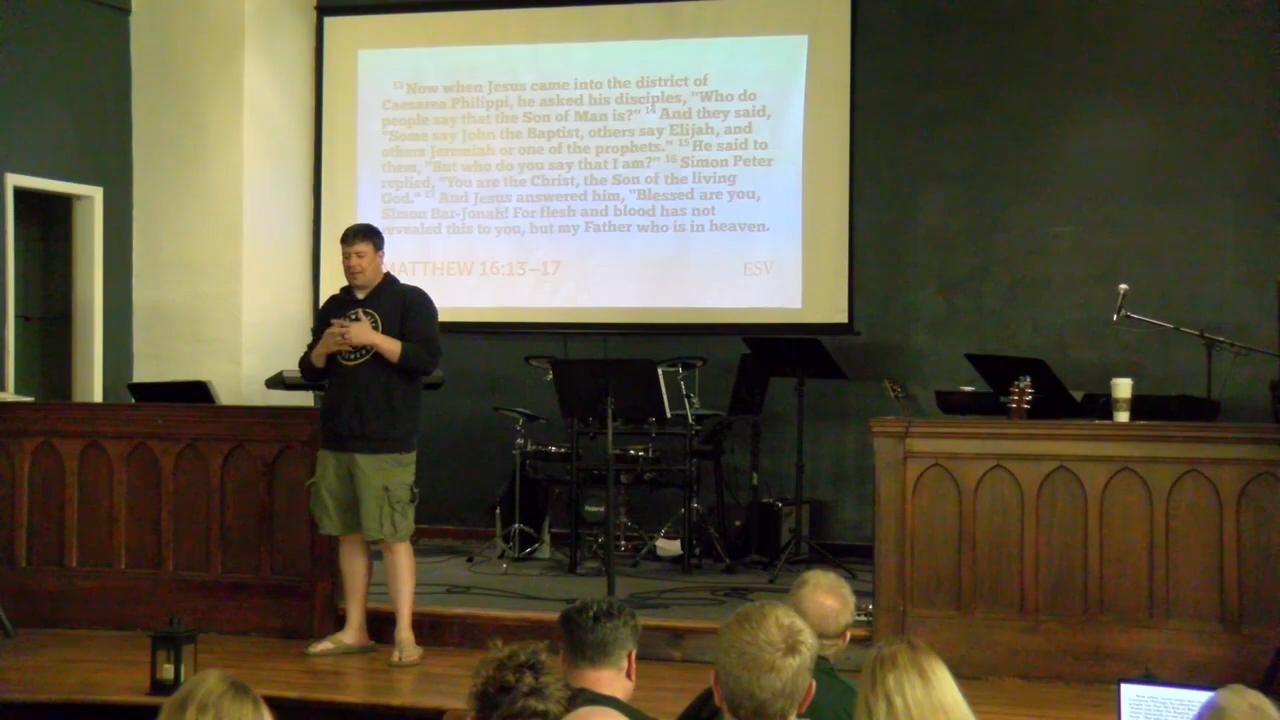 13 Now when Jesus came into the district of
Caesarea Philippi, he asked his disciples, "Who do
people say that the Son of Man is?" 14 And they said,
"Some say John the Baptist, others say Elijah, and
others Jeremiah or one of the prophets." 15 He said to
them, "But who do you say that I am?" 16 Simon Peter
replied, "You are the Christ, the Son of the living
God." 17 And Jesus answered him, "Blessed are you,
Simon Bar-Jonah! For flesh and blood has not
revealed this to you, but my Father who is in heaven.
MATTHEW 16:13–17
ESV
Roland